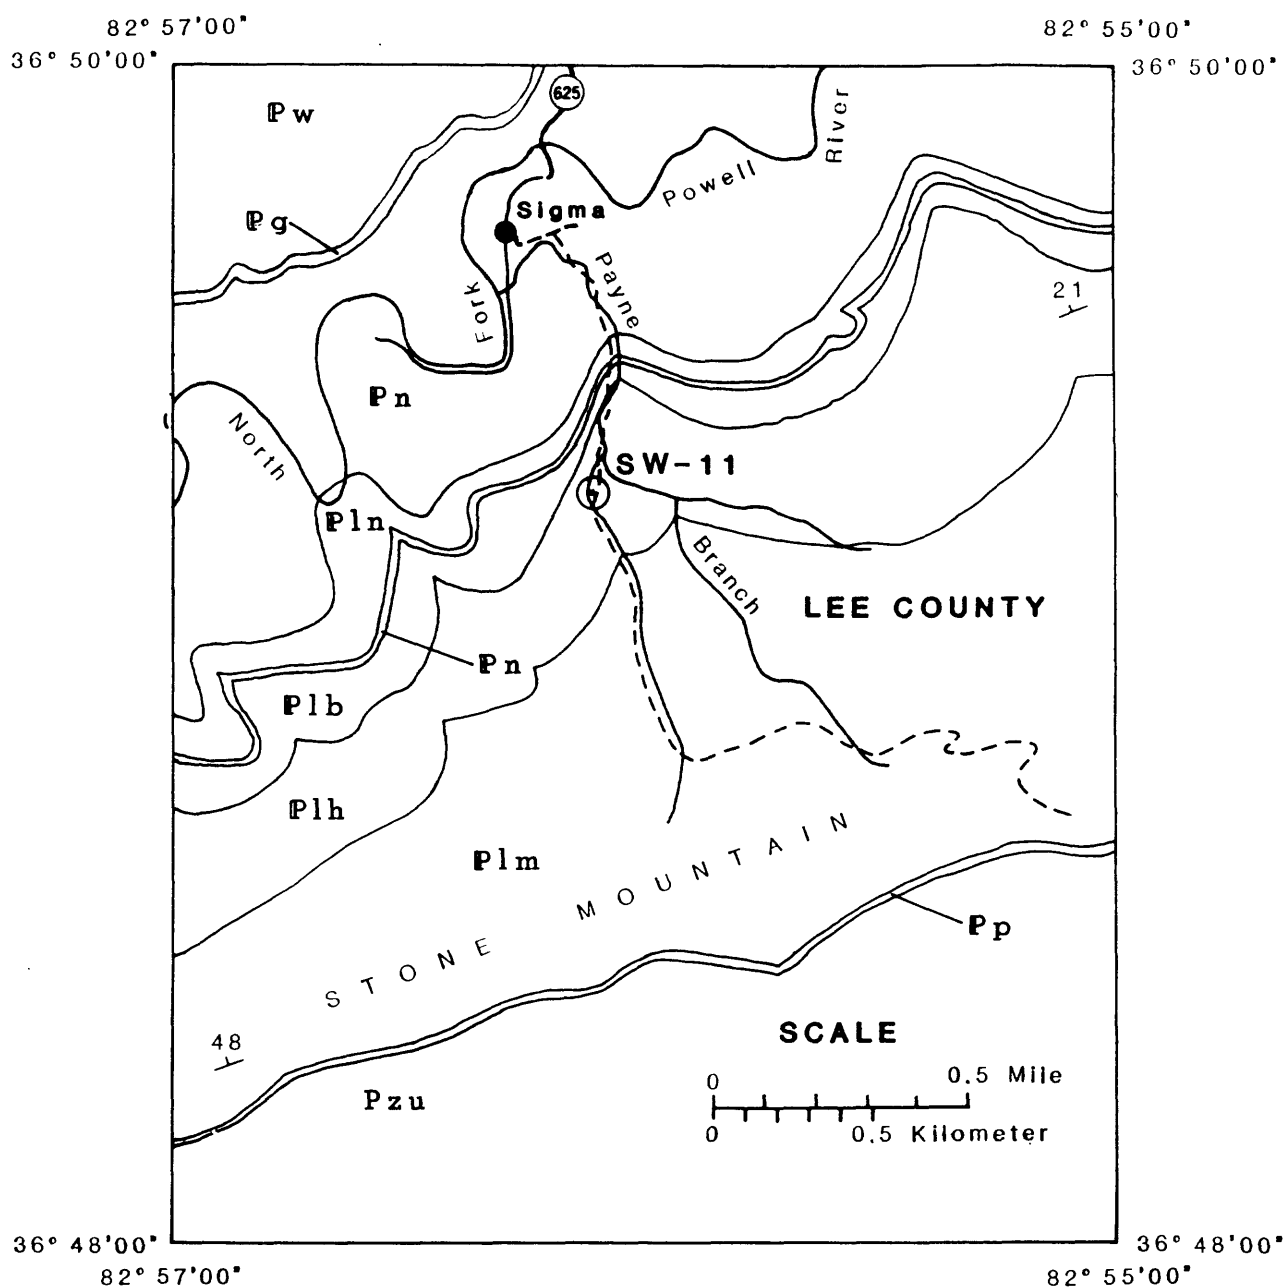 82° 57'00"
82° 55'00"
36° 50'00"
36° 50'00"
625
Pw
River
Powell
Pg
Sigma
Payne
21
Fork
Pn
North
SW-11
Pln
Branch
LEE COUNTY
Pn
Plb
Plh
Plm
STONE MOUNTAIN
Pp
48
SCALE
Pzu
0 0.5 Mile
0 0.5 Kilometer
36° 48'00"
36° 48'00"
82° 57'00"
82° 55'00"